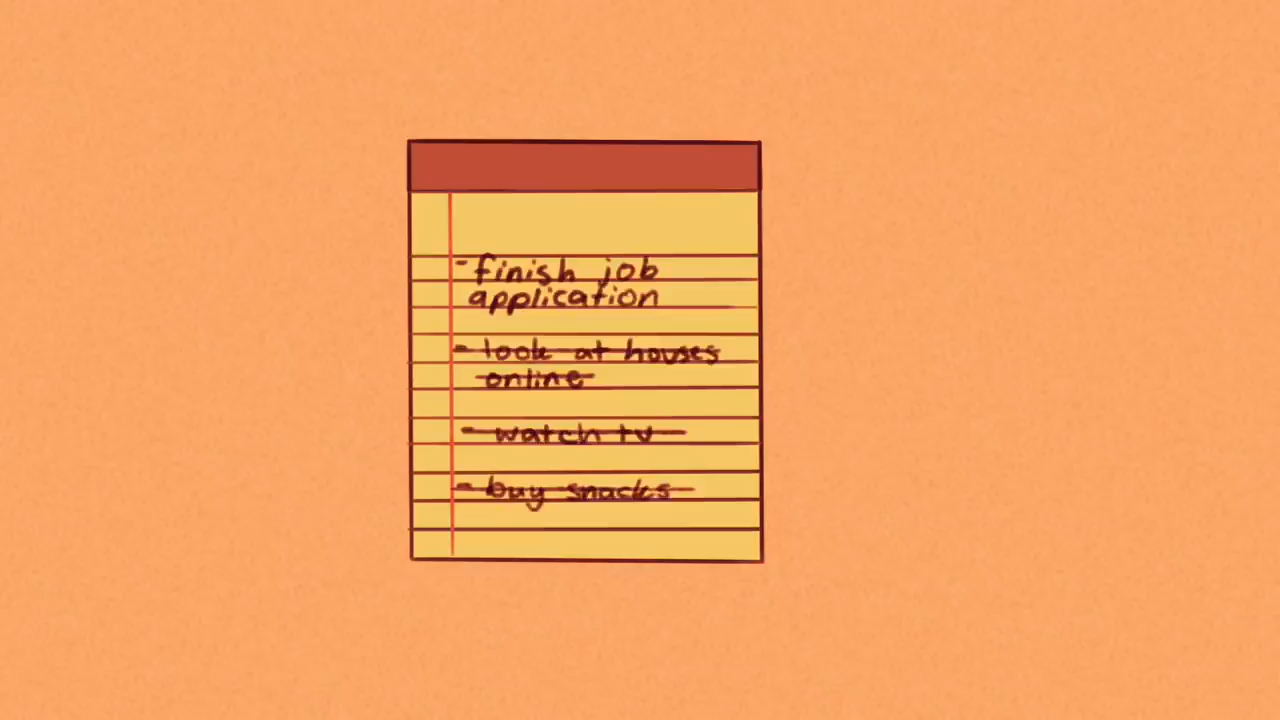 - finish job
application
- look at houses
online
- watch tv
- buy snacks